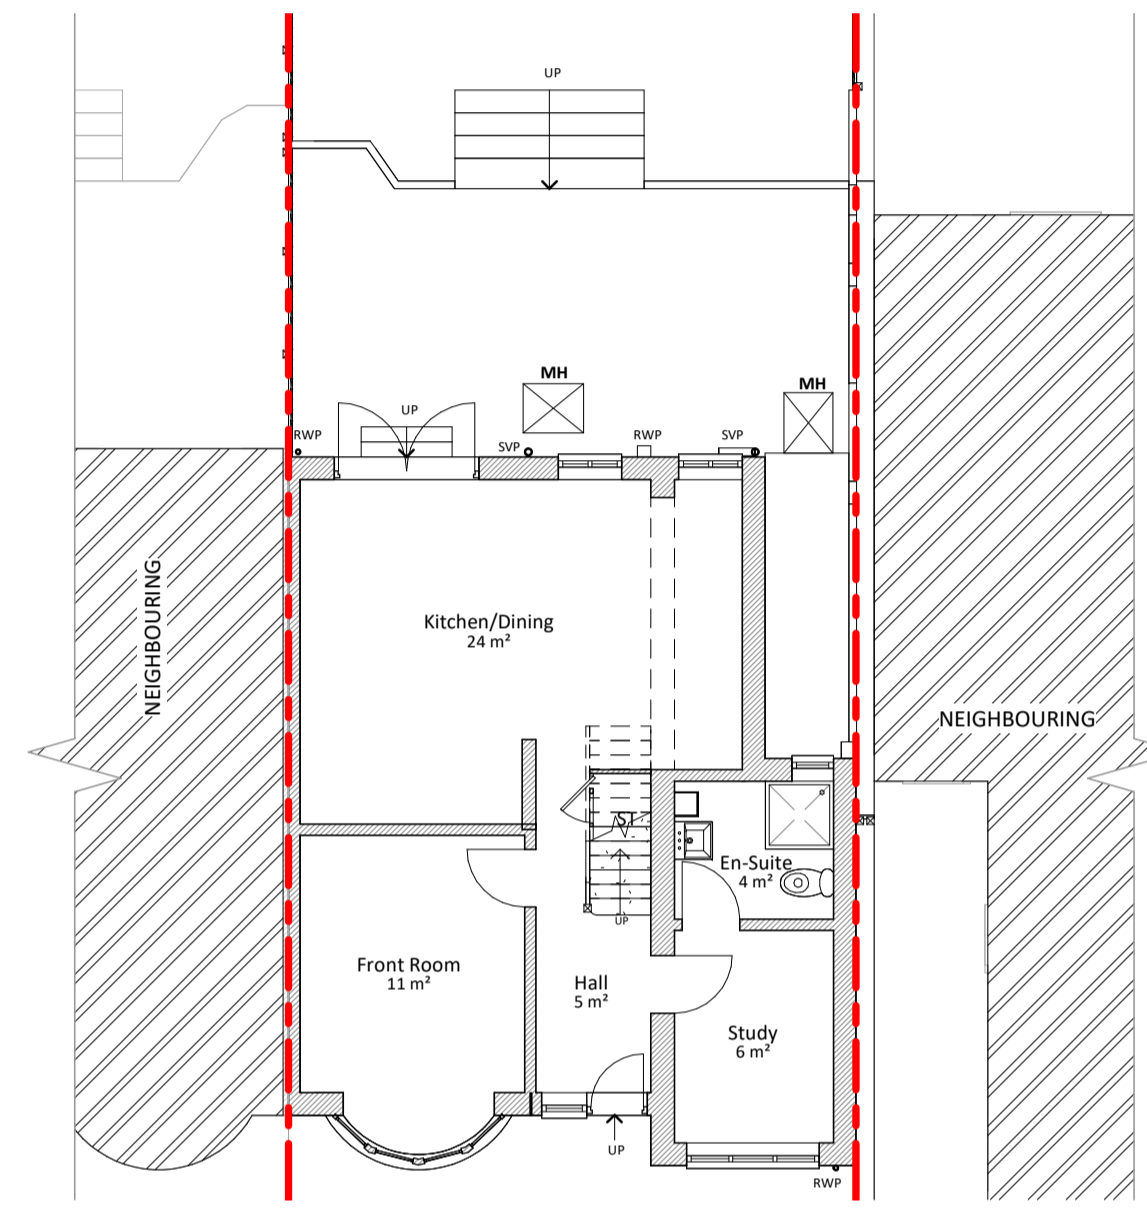 UP
MH
MH
UP
RWP
SVP
RWP
SVP
NEIGHBOURING
Kitchen/Dining
24 m²
NEIGHBOURING
ST
En-Suite
4 m²
UP
Front Room
11 m²
Hall
5 m²
Study
6 m²
UP
RWP